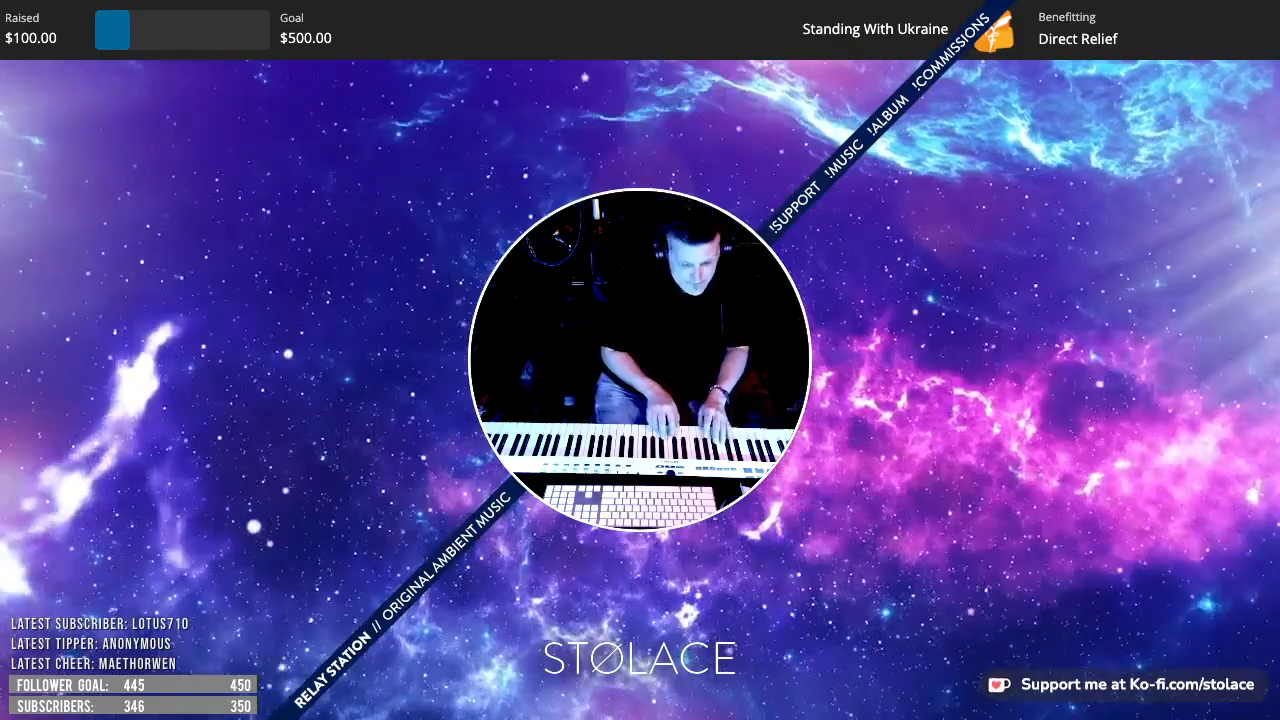 Raised
$100.00
Goal
$500.00
Standing With Ukraine
Benefitting
Direct Relief
!SUPPORT !MUSIC !ALBUM !COMMISSIONS
RELAY STATION // ORIGINAL AMBIENT MUSIC
LATEST SUBSCRIBER: LOTUS710
LATEST TIPPER: ANONYMOUS
LATEST CHEER: MAETHORWEN
FOLLOWER GOAL: 445 450
SUBSCRIBERS: 346 350
STØLACE
Support me at Ko-fi.com/stolace